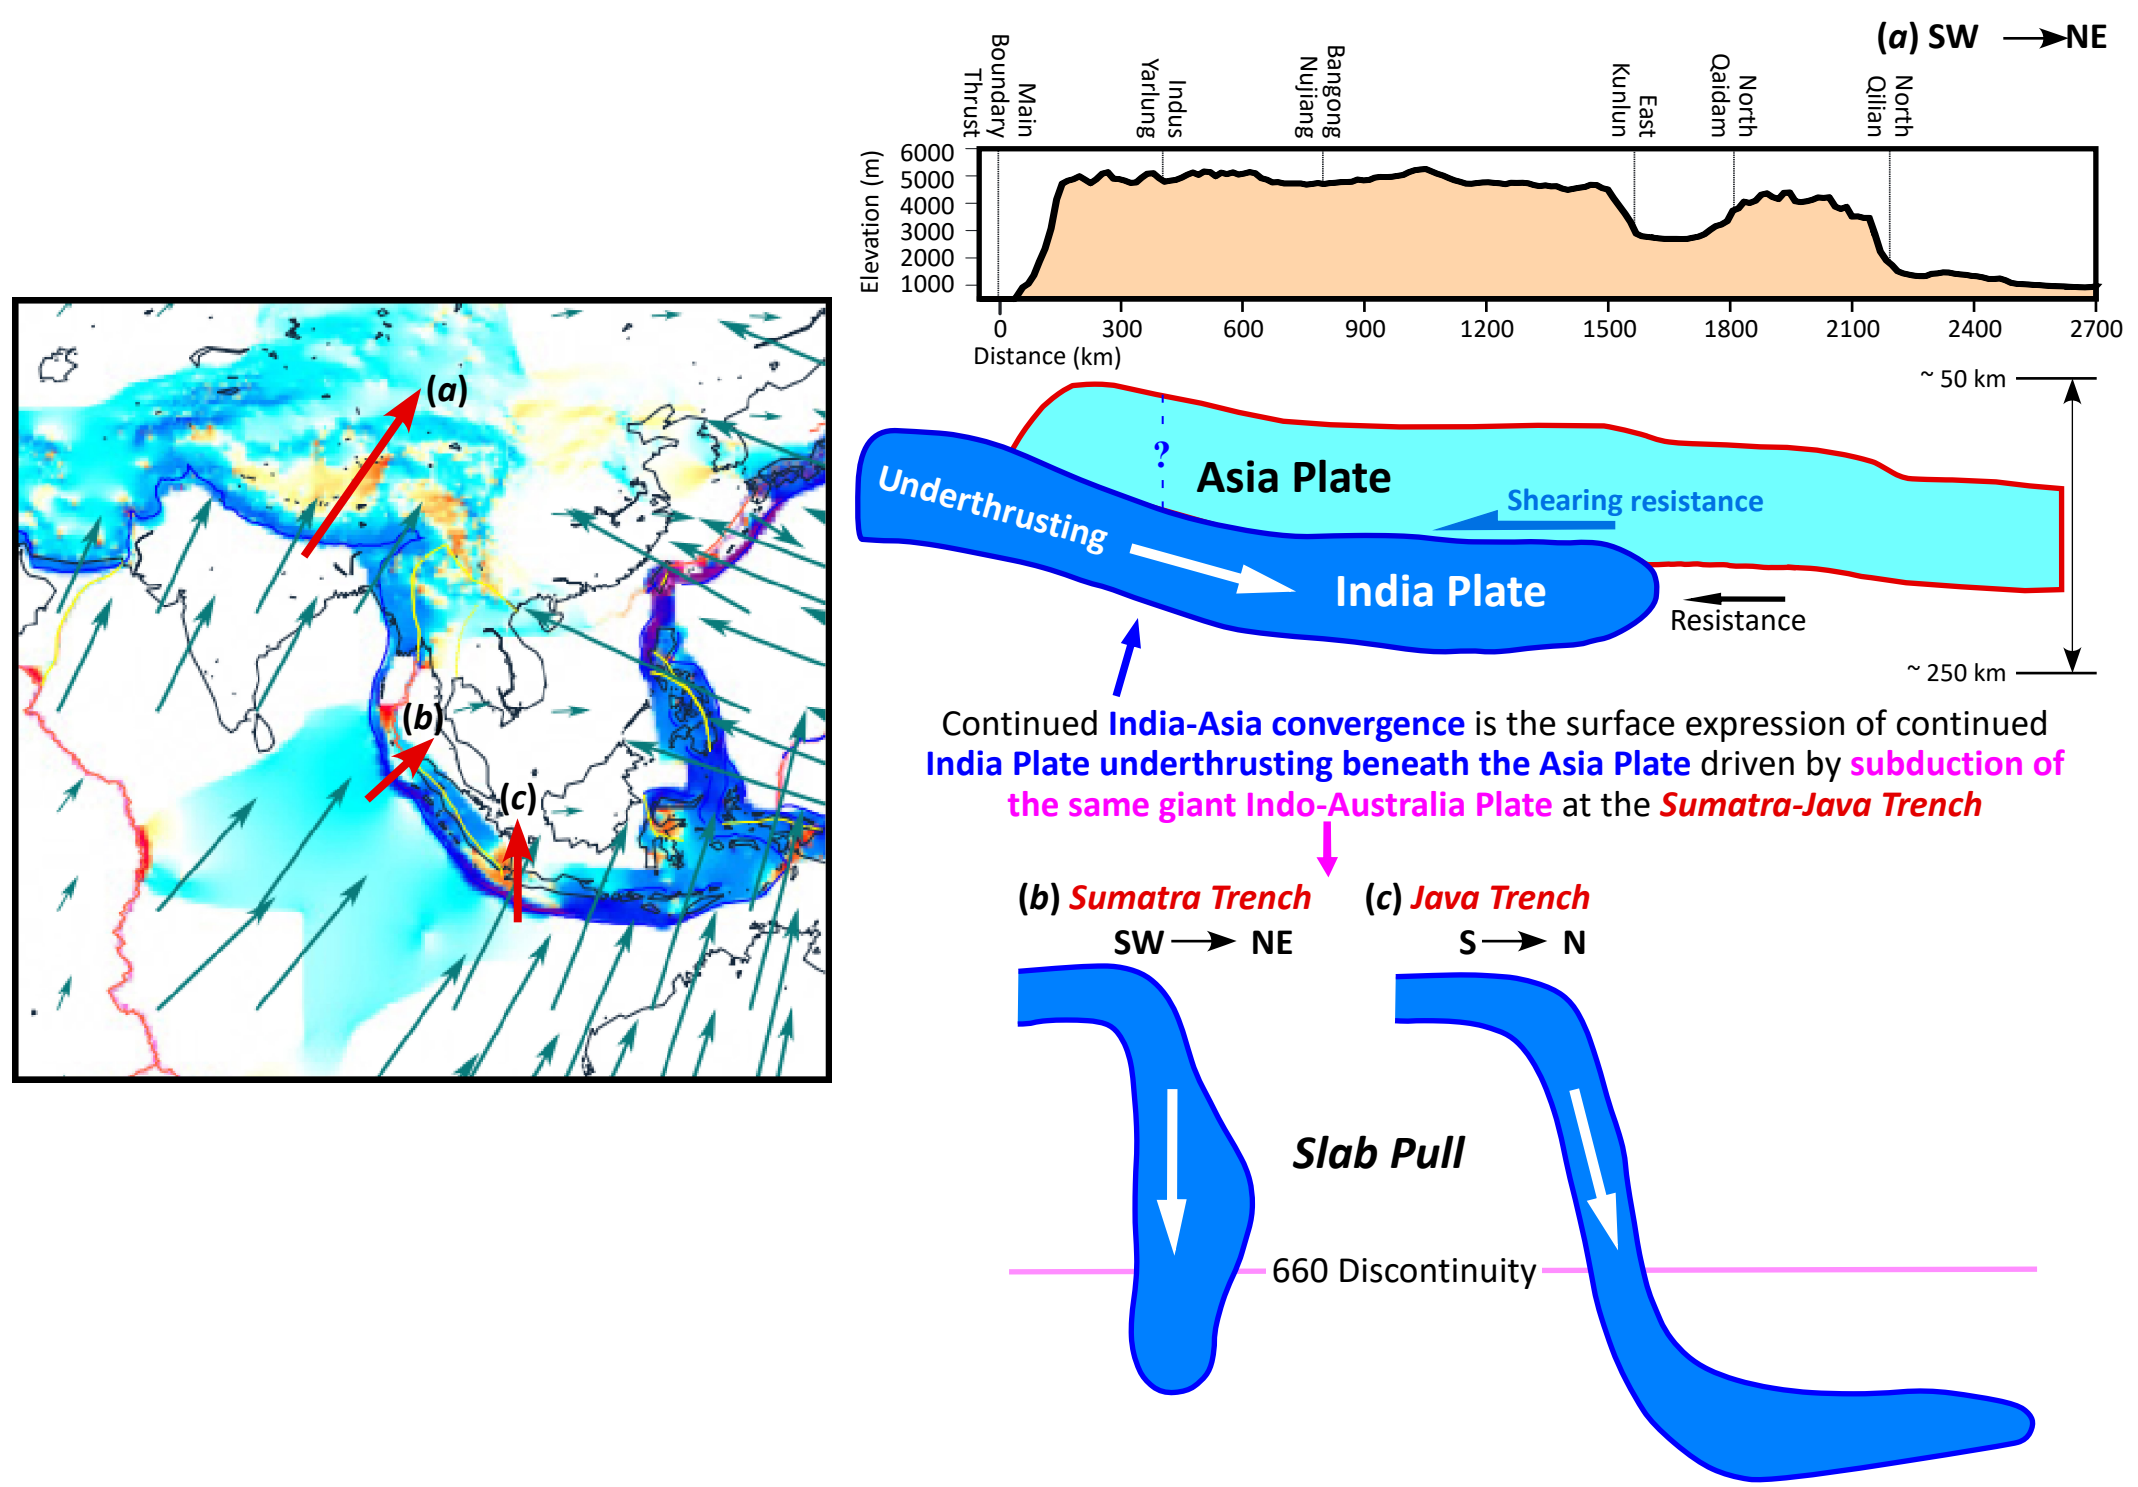 (a) SW NE
Main Boundary Thrust
Indus Yarlung
Bangong Nujiang
East Kunlun
North Qaidam
North Qilian
Elevation (m)
6000
5000
4000
3000
2000
1000
0 300 600 900 1200 1500 1800 2100 2400 2700
Distance (km)
~ 50 km
(a)
?
Asia Plate
Underthrusting
Shearing resistance
India Plate
Resistance
~ 250 km
(b)
(c)
Continued India-Asia convergence is the surface expression of continued
India Plate underthrusting beneath the Asia Plate driven by subduction of
the same giant Indo-Australia Plate at the Sumatra-Java Trench
(b) Sumatra Trench (c) Java Trench
SW NE S N
Slab Pull
660 Discontinuity